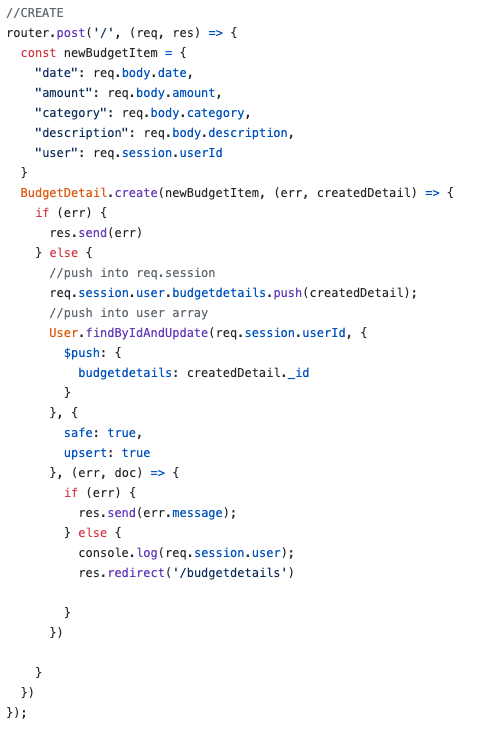 //CREATE
router.post('/', (req, res) => {
  const newBudgetItem = {
    "date": req.body.date,
    "amount": req.body.amount,
    "category": req.body.category,
    "description": req.body.description,
    "user": req.session.userId
  }
  BudgetDetail.create(newBudgetItem, (err, createdDetail) => {
    if (err) {
      res.send(err)
    } else {
      //push into req.session
      req.session.user.budgetdetails.push(createdDetail);
      //push into user array
      User.findByIdAndUpdate(req.session.userId, {
        $push: {
          budgetdetails: createdDetail._id
        }
      }, {
        safe: true,
        upsert: true
      }, (err, doc) => {
        if (err) {
          res.send(err.message);
        } else {
          console.log(req.session.user);
          res.redirect('/budgetdetails')

        }
      })

    }
  })
});